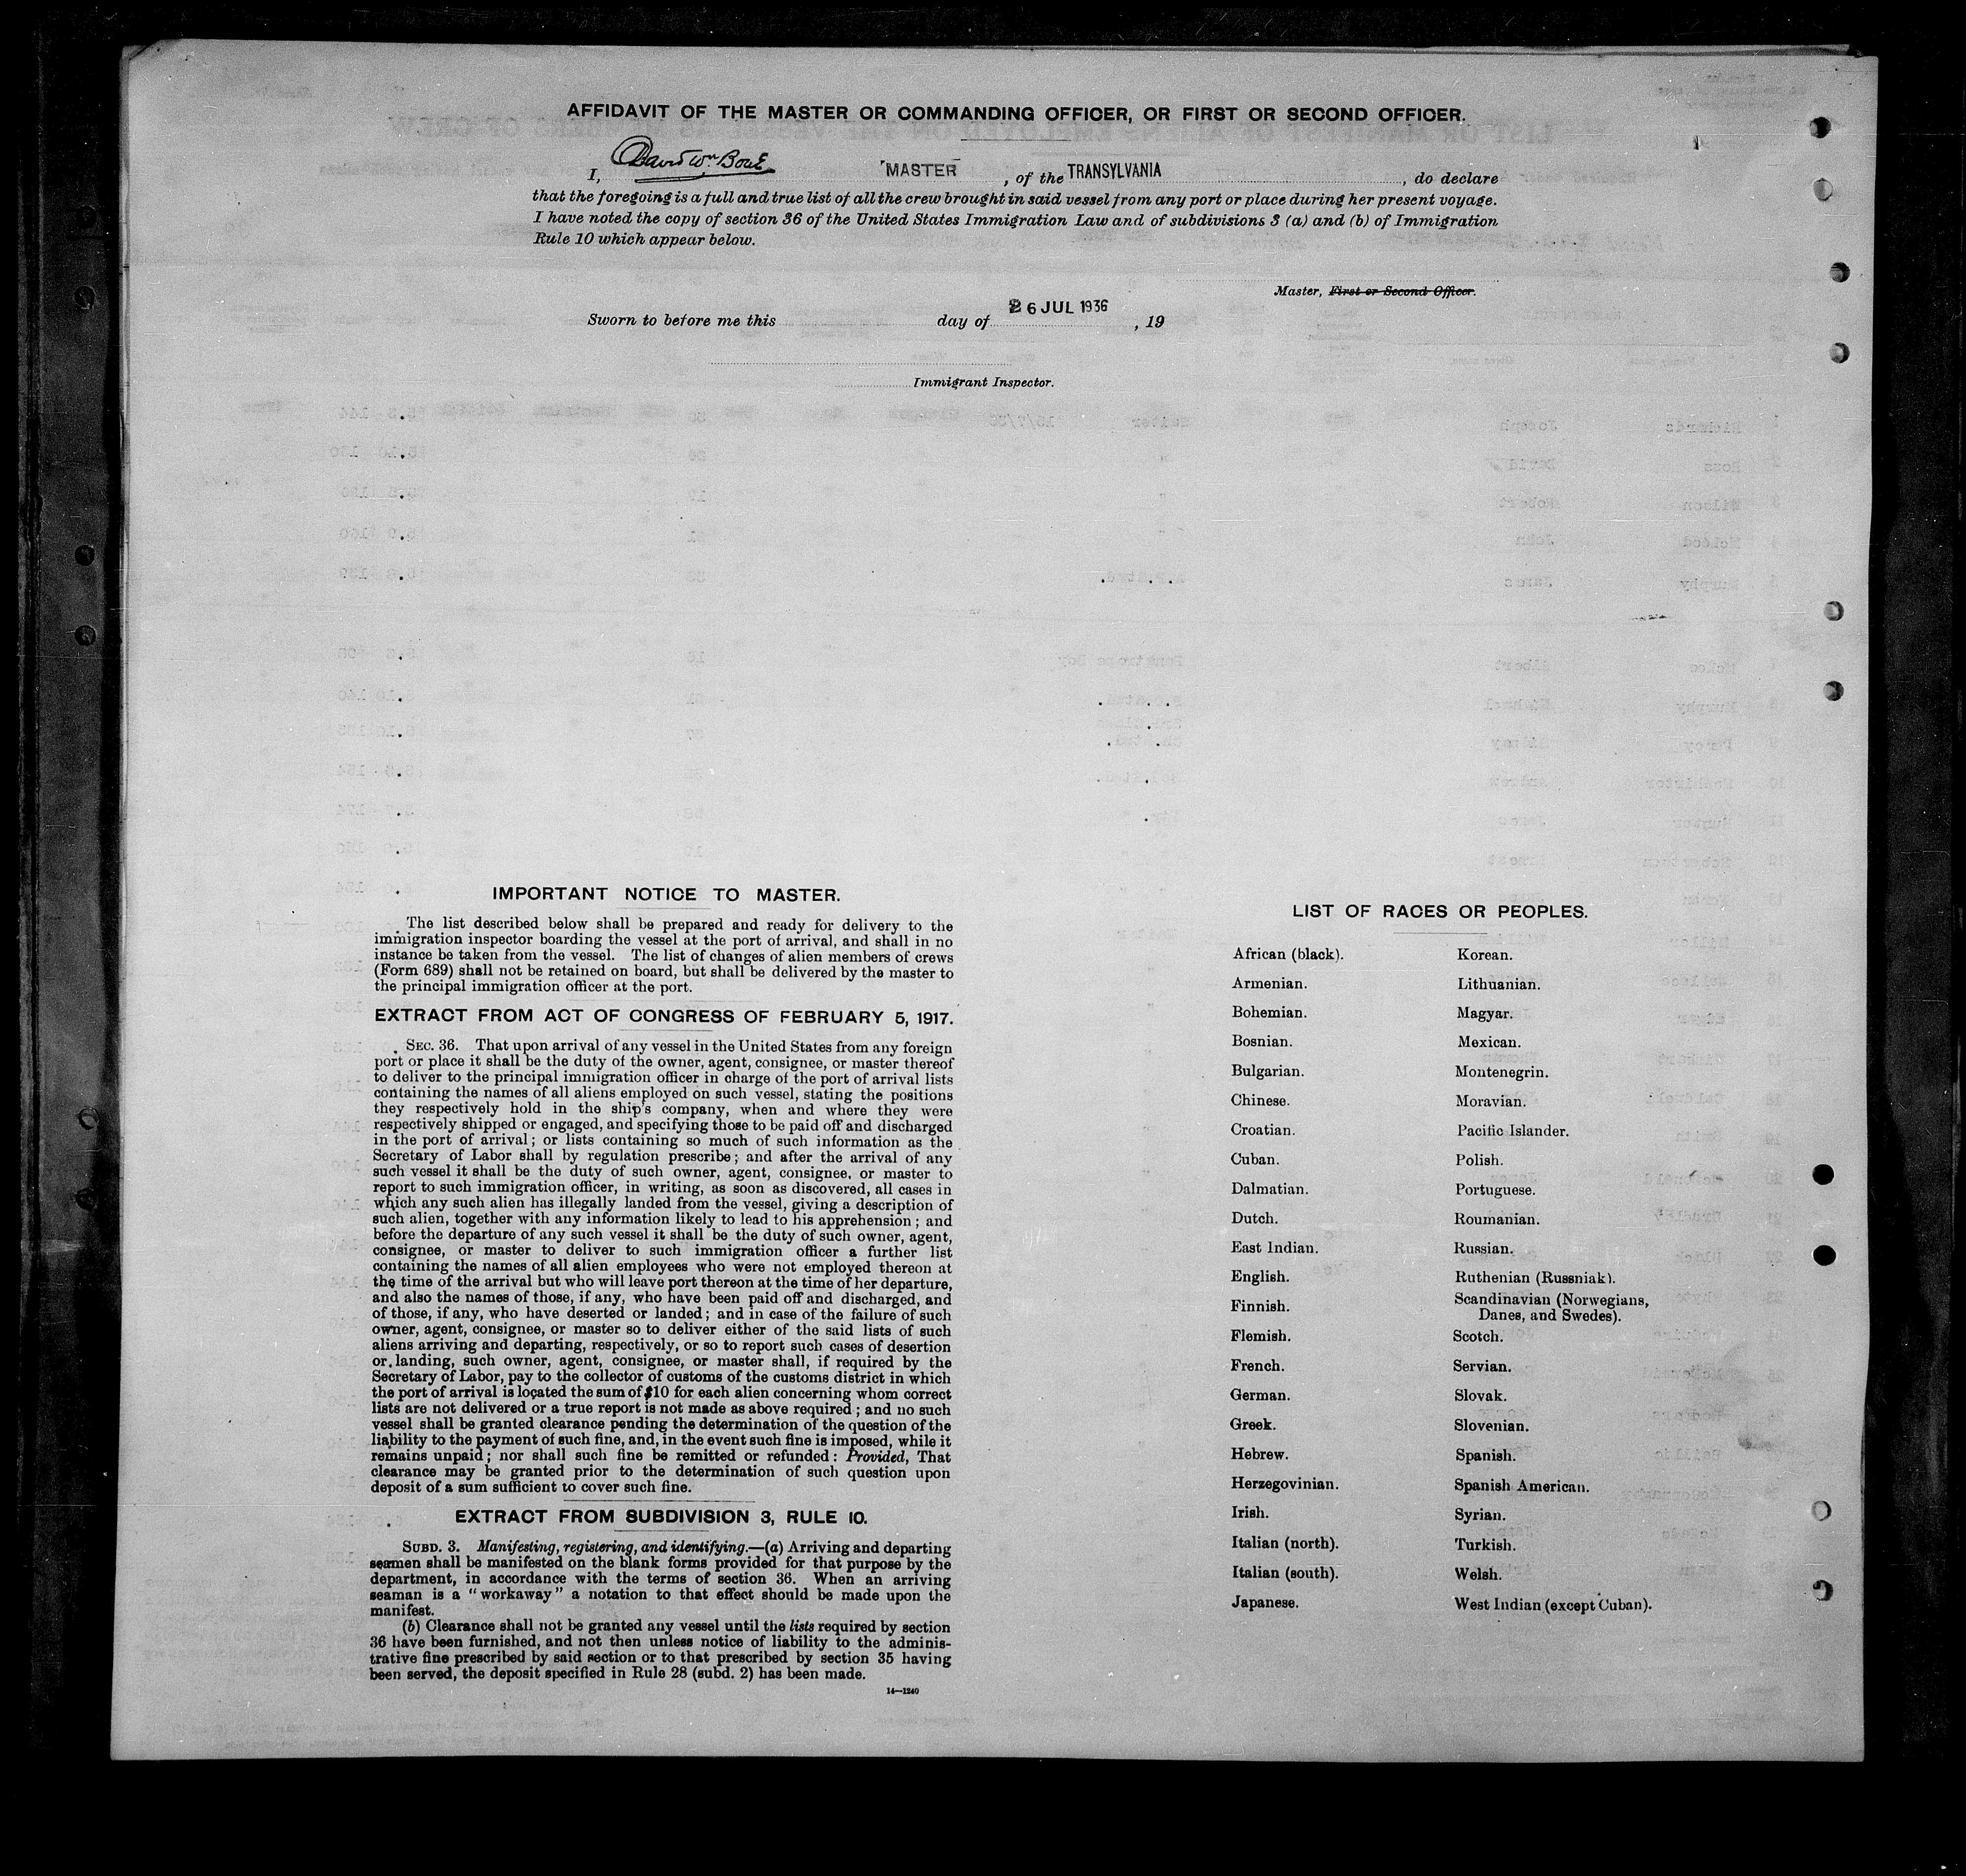 AFFIDAVIT OF THE MASTER OR COMMANDING OFFICER, OR FIRST OR SECOND OFFICER.
I, David Wm Bone MASTER, of the TRANSYLVANIA, do declare
that the foregoing is a full and true list of all the crew brought in said vessel from any port or place during her present voyage.
I have noted the copy of section 36 of the United States Immigration Law and of subdivisions 3 (a) and (b) of Immigration
Rule 10 which appear below.
Master, First or Second Officer.
26 JUL 1936
Sworn to before me this day of , 19
Immigrant Inspector.
IMPORTANT NOTICE TO MASTER.
The list described below shall be prepared and ready for delivery to the
immigration inspector boarding the vessel at the port of arrival, and shall in no
instance be taken from the vessel. The list of changes of alien members of crews
(Form 689) shall not be retained on board, but shall be delivered by the master to
the principal immigration officer at the port.
EXTRACT FROM ACT OF CONGRESS OF FEBRUARY 5, 1917.
SEC. 36. That upon arrival of any vessel in the United States from any foreign
port or place it shall be the duty of the owner, agent, consignee, or master thereof
to deliver to the principal immigration officer in charge of the port of arrival lists
containing the names of all aliens employed on such vessel, stating the positions
they respectively hold in the ship's company, when and where they were
respectively shipped or engaged, and specifying those to be paid off and discharged
in the port of arrival; or lists containing so much of such information as the
Secretary of Labor shall by regulation prescribe; and after the arrival of any
such vessel it shall be the duty of such owner, agent, consignee, or master to
report to such immigration officer, in writing, as soon as discovered, all cases in
which any such alien has illegally landed from the vessel, giving a description of
such alien, together with any information likely to lead to his apprehension; and
before the departure of any such vessel it shall be the duty of such owner, agent,
consignee, or master to deliver to such immigration officer a further list
containing the names of all alien employees who were not employed thereon at
the time of the arrival but who will leave port thereon at the time of her departure,
and also the names of those, if any, who have been paid off and discharged, and
of those, if any, who have deserted or landed; and in case of the failure of such
owner, agent, consignee, or master so to deliver either of the said lists of such
aliens arriving and departing, respectively, or so to report such cases of desertion
or landing, such owner, agent, consignee, or master shall, if required by the
Secretary of Labor, pay to the collector of customs of the customs district in which
the port of arrival is located the sum of $10 for each alien concerning whom correct
lists are not delivered or a true report is not made as above required; and no such
vessel shall be granted clearance pending the determination of the question of the
liability to the payment of such fine, and, in the event such fine is imposed, while it
remains unpaid; nor shall such fine be remitted or refunded: Provided, That
clearance may be granted prior to the determination of such question upon
deposit of a sum sufficient to cover such fine.
EXTRACT FROM SUBDIVISION 3, RULE 10.
SUBD. 3. Manifesting, registering, and identifying.—(a) Arriving and departing
seamen shall be manifested on the blank forms provided for that purpose by the
department, in accordance with the terms of section 36. When an arriving
seaman is a "workaway" a notation to that effect should be made upon the
manifest.
(b) Clearance shall not be granted any vessel until the lists required by section
36 have been furnished, and not then unless notice of liability to the adminis-
trative fine prescribed by said section or to that prescribed by section 35 having
been served, the deposit specified in Rule 28 (subd. 2) has been made.
14—1240
LIST OF RACES OR PEOPLES.
African (black).
Armenian.
Bohemian.
Bosnian.
Bulgarian.
Chinese.
Croatian.
Cuban.
Dalmatian.
Dutch.
East Indian.
English.
Finnish.
Flemish.
French.
German.
Greek.
Hebrew.
Herzegovinian.
Irish.
Italian (north).
Italian (south).
Japanese.
Korean.
Lithuanian.
Magyar.
Mexican.
Montenegrin.
Moravian.
Pacific Islander.
Polish.
Portuguese.
Roumanian.
Russian.
Ruthenian (Russniak).
Scandinavian (Norwegians,
Danes, and Swedes).
Scotch.
Servian.
Slovak.
Slovenian.
Spanish.
Spanish American.
Syrian.
Turkish.
Welsh.
West Indian (except Cuban).